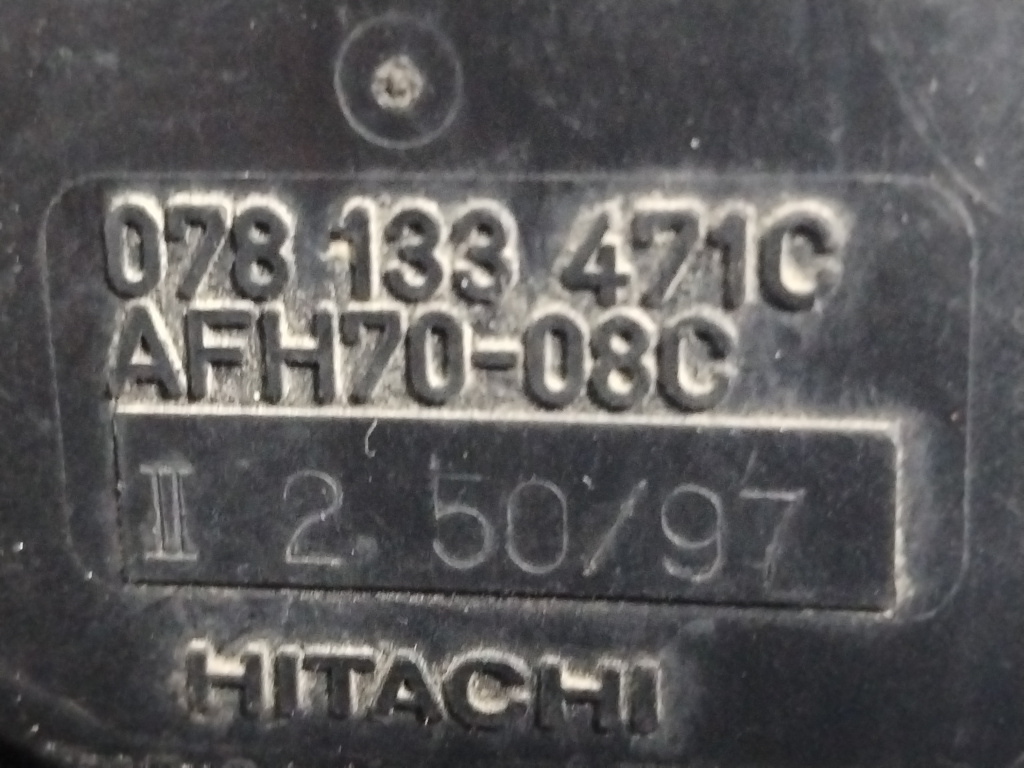 078 133 471C
AFH70-08C
II 2. 50/97
HITACHI